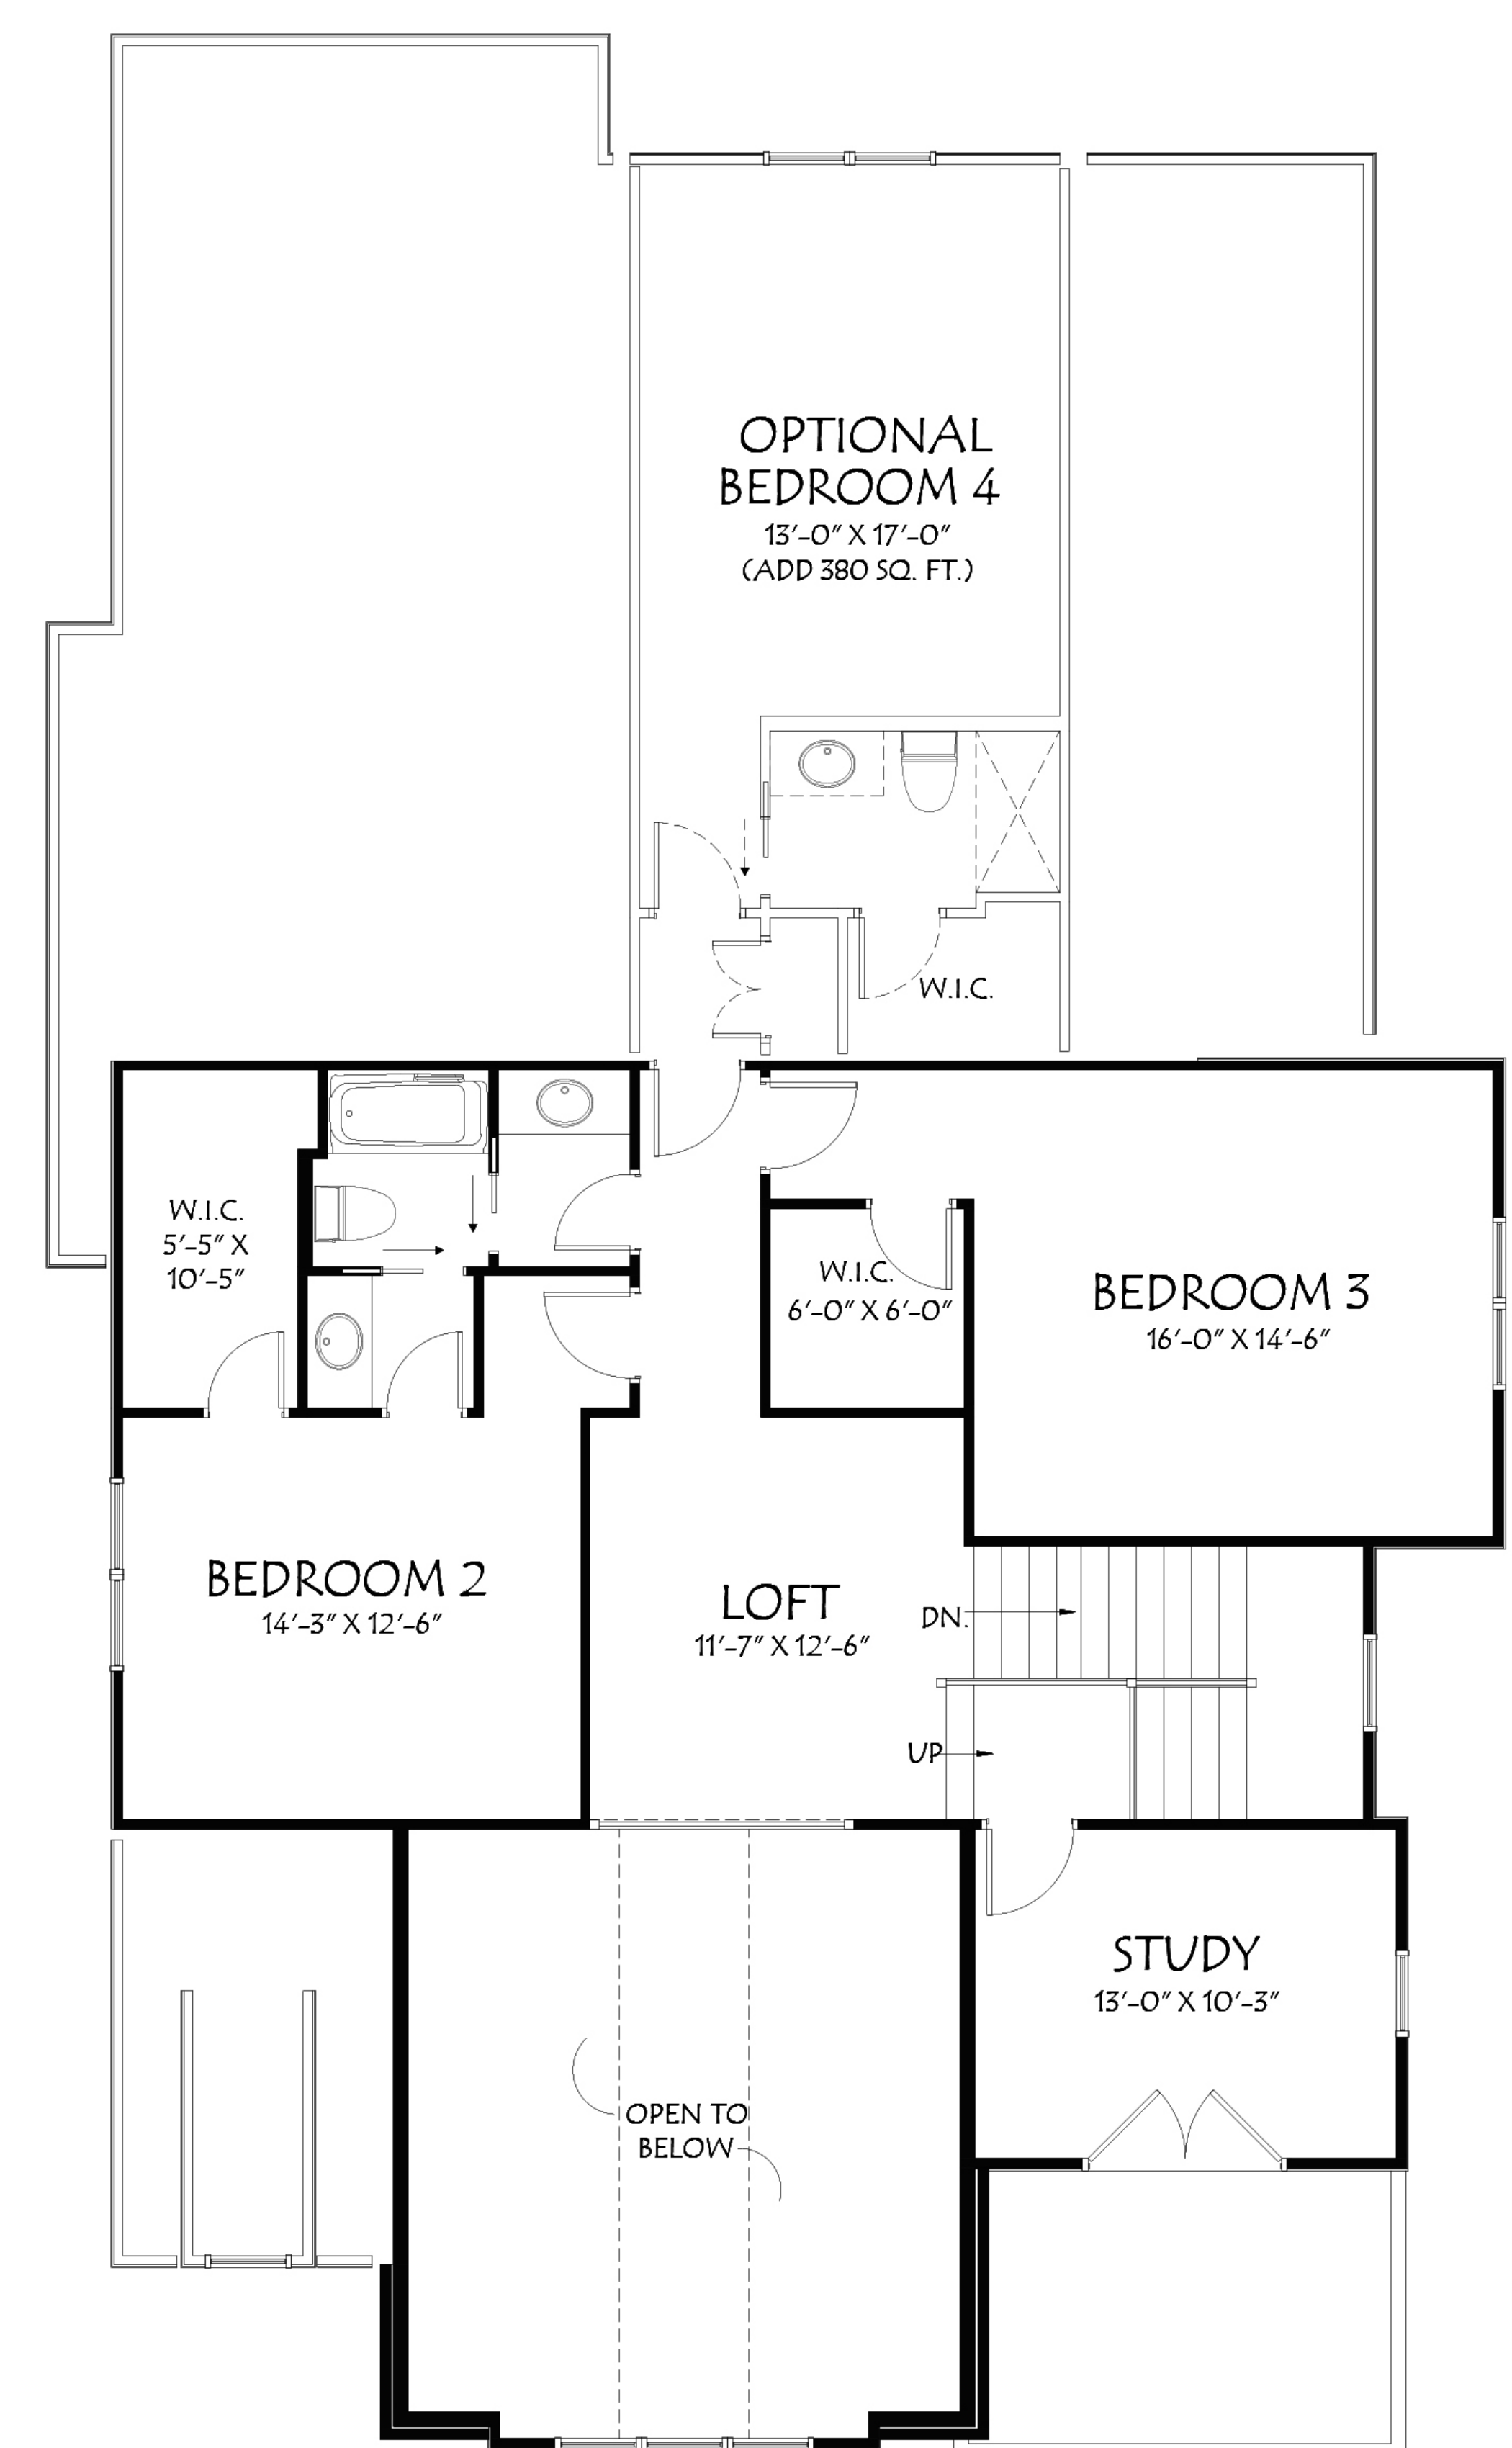 OPTIONAL
BEDROOM 4
13'-0" X 17'-0"
(ADD 380 SQ. FT.)
W.I.C.
W.I.C.
5'-5" X
10'-5"
W.I.C.
6'-0" X 6'-0"
BEDROOM 3
16'-0" X 14'-6"
BEDROOM 2
14'-3" X 12'-6"
LOFT
11'-7" X 12'-6"
DN.
UP
STUDY
13'-0" X 10'-3"
OPEN TO
BELOW